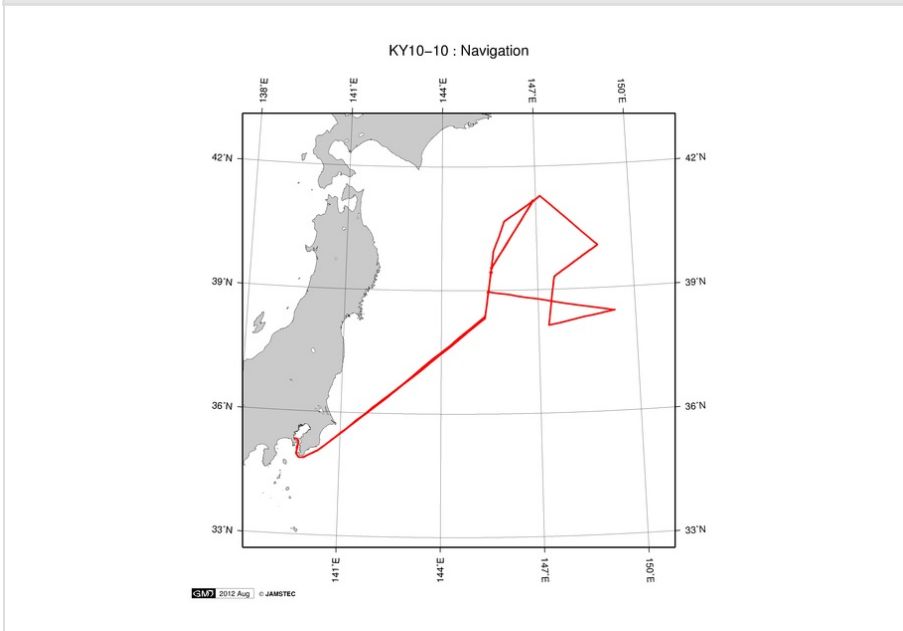 KY10−10 : Navigation
138˚E 141˚E 144˚E 147˚E 150˚E
42˚N 42˚N
39˚N 39˚N
36˚N 36˚N
33˚N 33˚N
141˚E 144˚E 147˚E 150˚E
GMD 2012 Aug © JAMSTEC